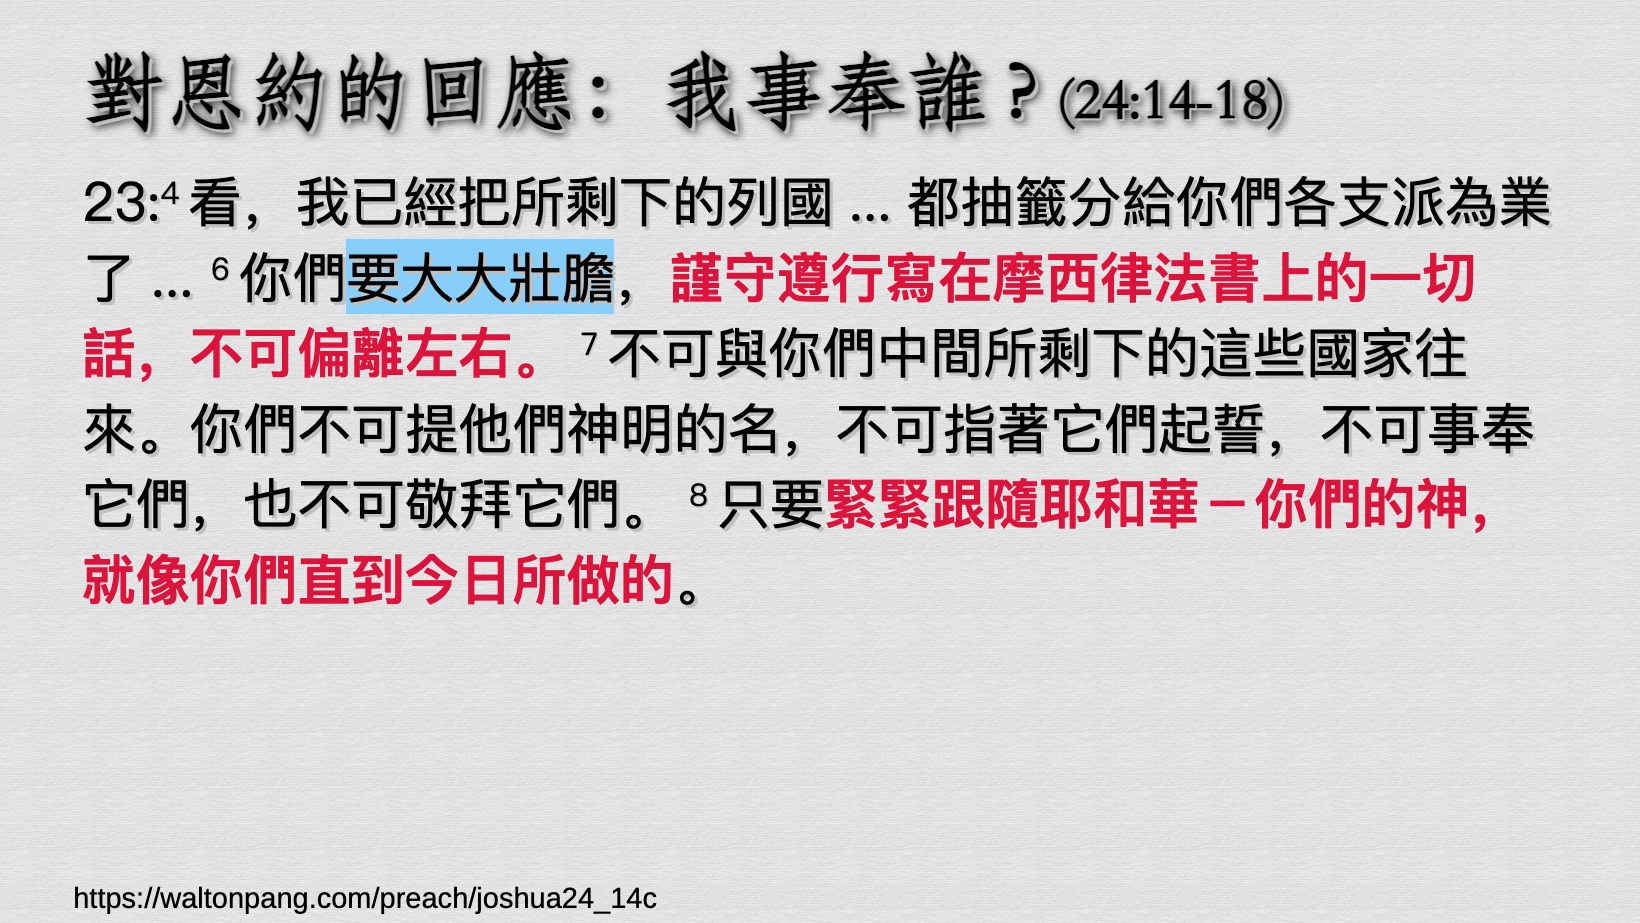 對恩約的回應：我事奉誰？(24:14-18)
23:4 看，我已經把所剩下的列國 ... 都抽籤分給你們各支派為業
了 ... 6 你們要大大壯膽，謹守遵行寫在摩西律法書上的一切
話，不可偏離左右。 7 不可與你們中間所剩下的這些國家往
來。你們不可提他們神明的名，不可指著它們起誓，不可事奉
它們，也不可敬拜它們。 8 只要緊緊跟隨耶和華－你們的神，
就像你們直到今日所做的。
https://waltonpang.com/preach/joshua24_14c